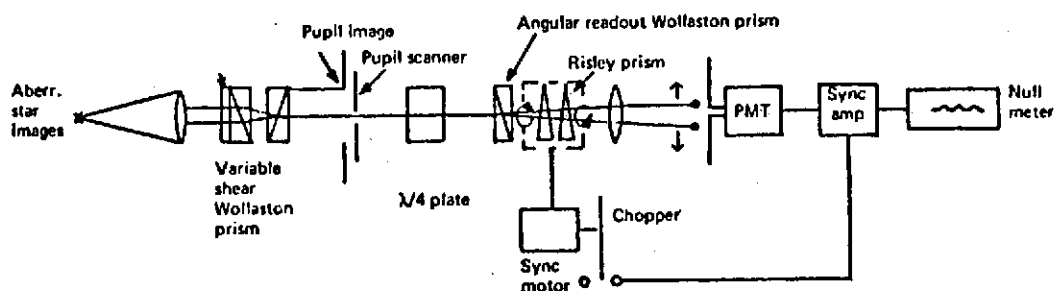 Angular readout Wollaston prism
Pupil image
Pupil scanner
Risley prism
Aberr.
star
images
PMT
Sync
amp
Null
meter
Variable
shear
Wollaston
prism
λ/4 plate
Chopper
Sync
motor